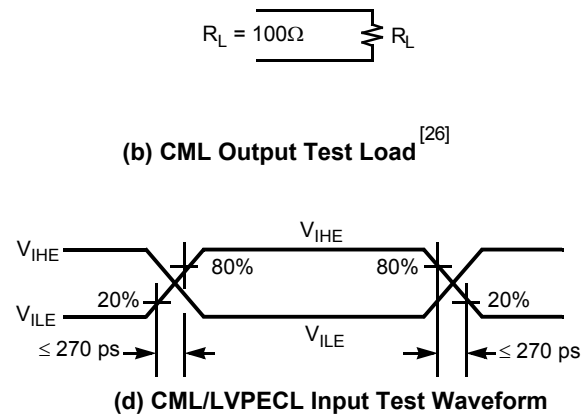 R_L = 100Ω R_L
(b) CML Output Test Load [26]
V_IHE V_IHE
80% 80%
20% 20%
V_ILE V_ILE
≤ 270 ps ≤ 270 ps
(d) CML/LVPECL Input Test Waveform